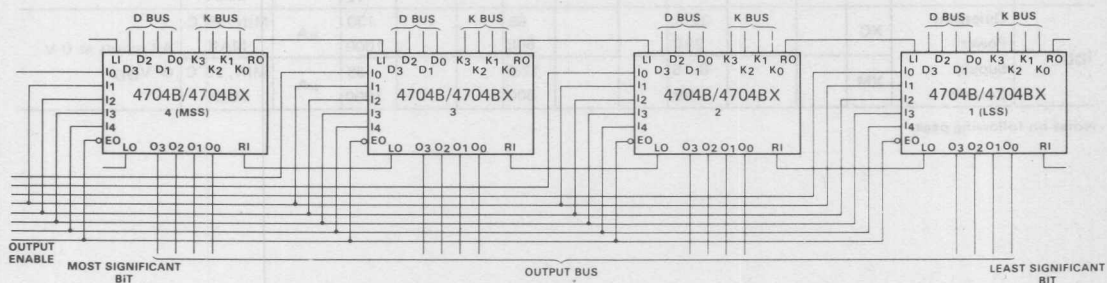 D BUS K BUS D BUS K BUS D BUS K BUS D BUS K BUS
LI D3 D2 D1 D0 K3 K2 K1 K0 RO
I0
I1
I2
I3
I4
EO
4704B/4704BX
4 (MSS)
LO O3 O2 O1 O0 RI
LI D3 D2 D1 D0 K3 K2 K1 K0 RO
I0
I1
I2
I3
I4
EO
4704B/4704BX
3
LO O3 O2 O1 O0 RI
LI D3 D2 D1 D0 K3 K2 K1 K0 RO
I0
I1
I2
I3
I4
EO
4704B/4704BX
2
LO O3 O2 O1 O0 RI
LI D3 D2 D1 D0 K3 K2 K1 K0 RO
I0
I1
I2
I3
I4
EO
4704B/4704BX
1 (LSS)
LO O3 O2 O1 O0 RI
OUTPUT
ENABLE
MOST SIGNIFICANT
BIT
OUTPUT BUS
LEAST SIGNIFICANT
BIT